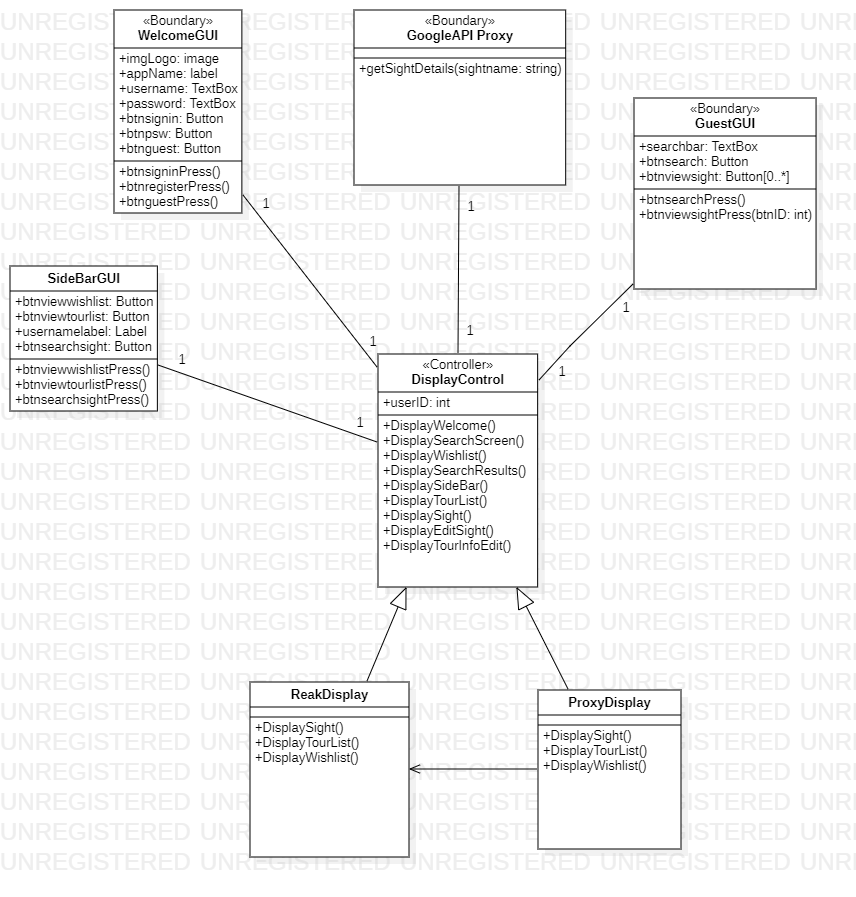 «Boundary»
WelcomeGUI
+imgLogo: image
+appName: label
+username: TextBox
+password: TextBox
+btnsignin: Button
+btnpsw: Button
+btnguest: Button
+btnsigninPress()
+btnregisterPress()
+btnguestPress()
«Boundary»
GoogleAPI Proxy
+getSightDetails(sightname: string)
«Boundary»
GuestGUI
+searchbar: TextBox
+btnsearch: Button
+btnviewsight: Button[0..*]
+btnsearchPress()
+btnviewsightPress(btnID: int)
SideBarGUI
+btnviewwishlist: Button
+btnviewtourlist: Button
+usernamelabel: Label
+btnsearchsight: Button
+btnviewwishlistPress()
+btnviewtourlistPress()
+btnsearchsightPress()
1
1
1
1
1
1
1
1
«Controller»
DisplayControl
+userID: int
+DisplayWelcome()
+DisplaySearchScreen()
+DisplayWishlist()
+DisplaySearchResults()
+DisplaySideBar()
+DisplayTourList()
+DisplaySight()
+DisplayEditSight()
+DisplayTourInfoEdit()
ReakDisplay
+DisplaySight()
+DisplayTourList()
+DisplayWishlist()
ProxyDisplay
+DisplaySight()
+DisplayTourList()
+DisplayWishlist()
UNREGISTERED